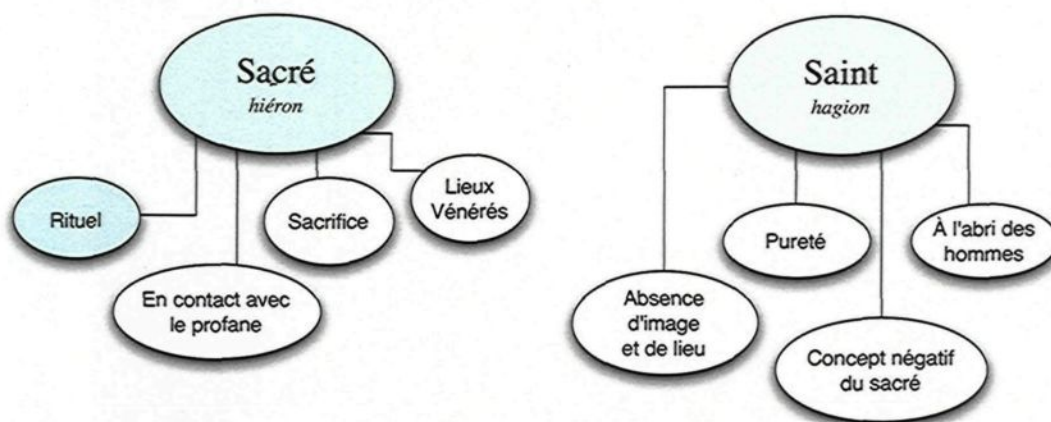 Sacré
hiéron
Rituel
En contact avec
le profane
Sacrifice
Lieux
Vénérés
Saint
hagion
Absence
d'image
et de lieu
Pureté
Concept négatif
du sacré
À l'abri des
hommes